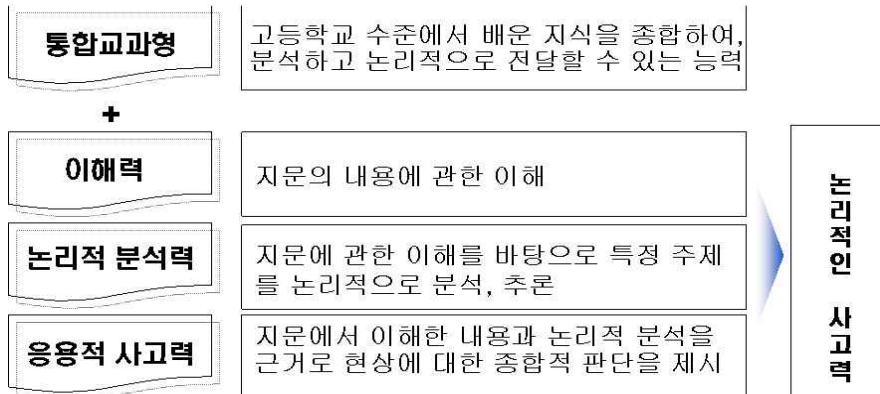 통합교과형
고등학교 수준에서 배운 지식을 종합하여,
분석하고 논리적으로 전달할 수 있는 능력
+
이해력
지문의 내용에 관한 이해
논리적 분석력
지문에 관한 이해를 바탕으로 특정 주제
를 논리적으로 분석, 추론
응용적 사고력
지문에서 이해한 내용과 논리적 분석을
근거로 현상에 대한 종합적 판단을 제시
논리적인 사고력